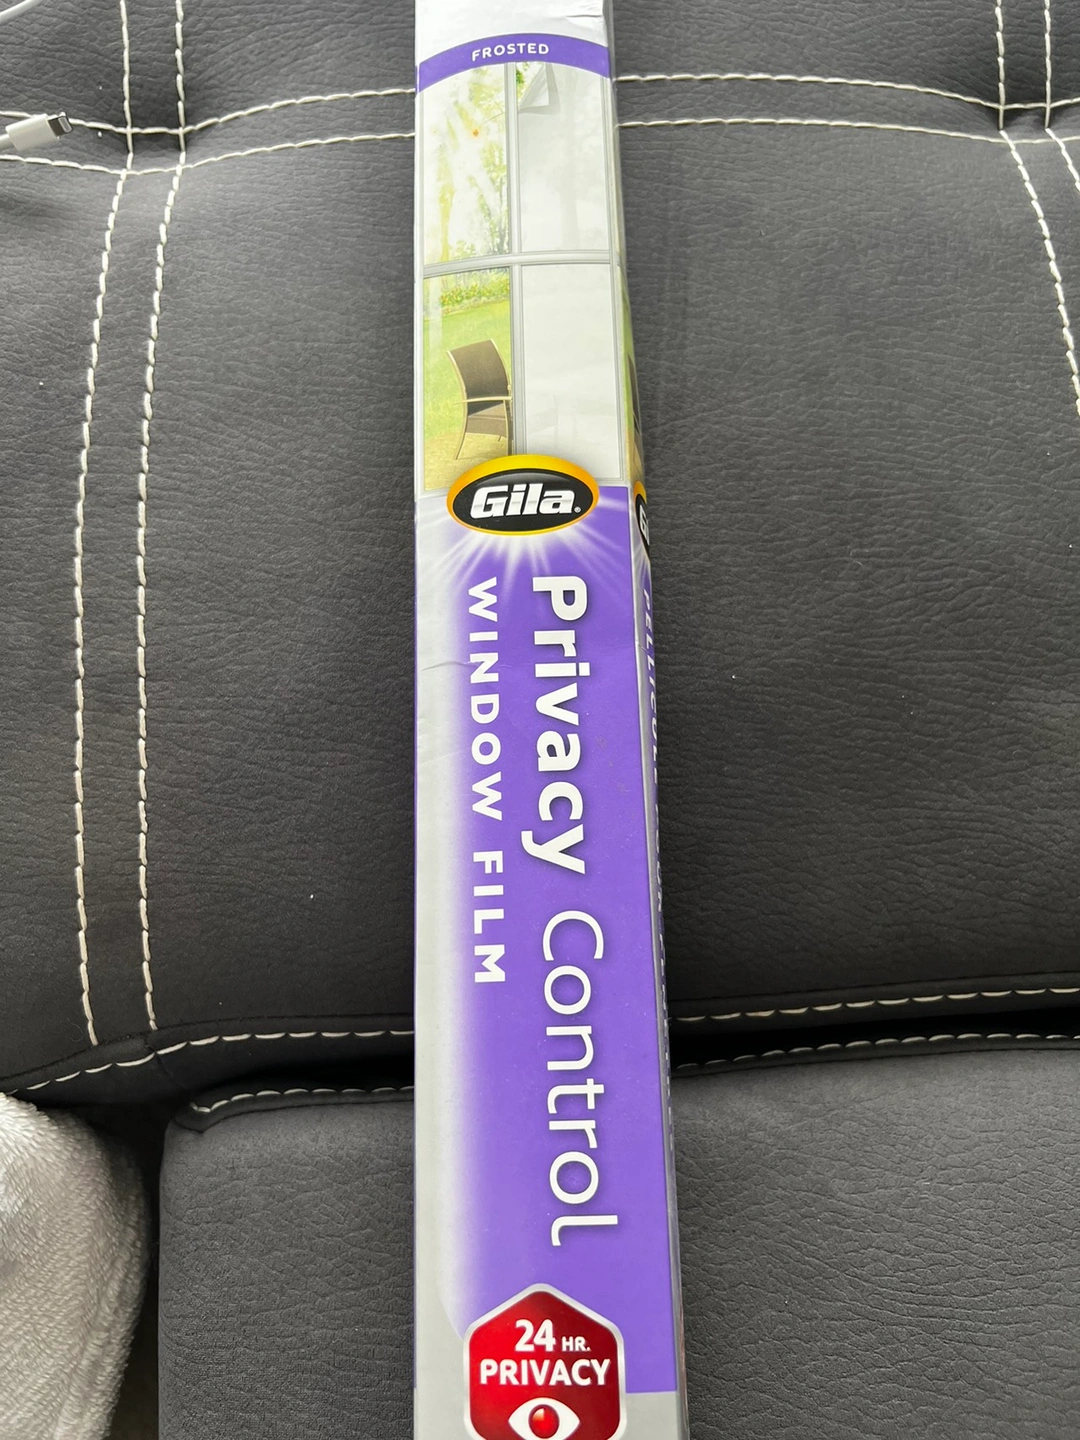 FROSTED
Gila
Privacy Control
WINDOW FILM
24 HR.
PRIVACY